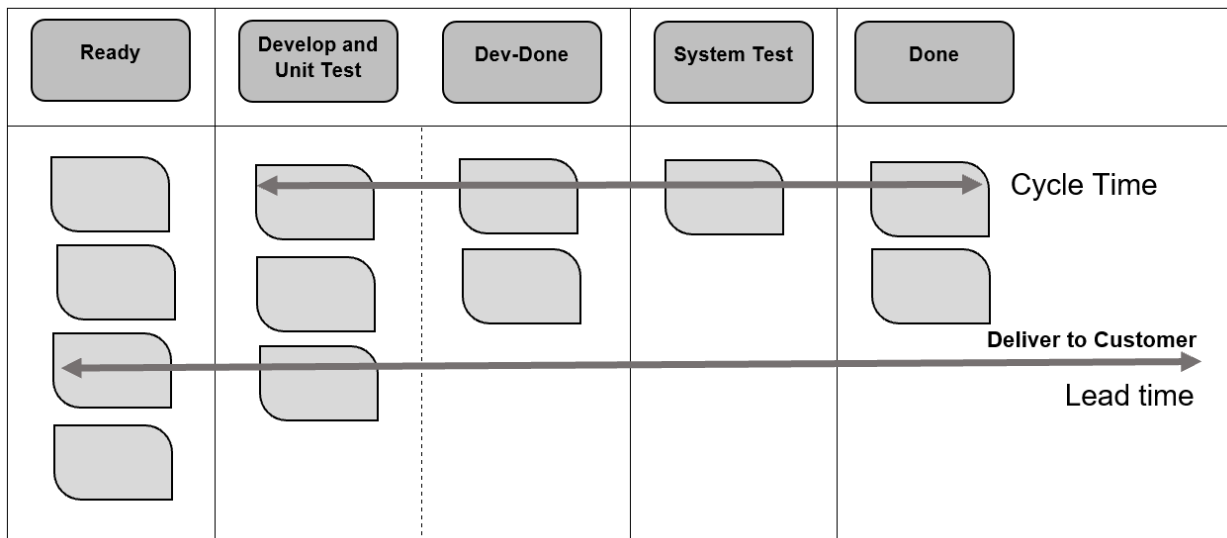 Ready
Develop and
Unit Test
Dev-Done
System Test
Done
Cycle Time
Deliver to Customer
Lead time